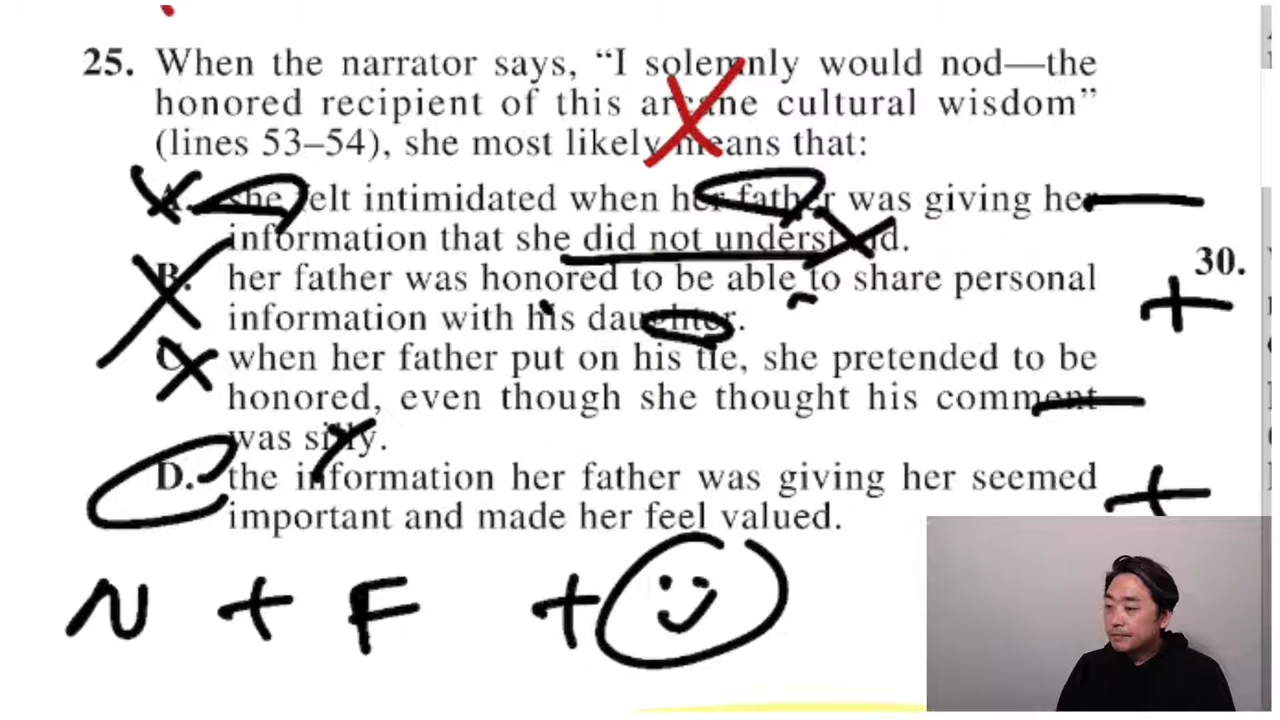 25. When the narrator says, “I solemnly would nod—the
honored recipient of this arcane cultural wisdom”
(lines 53–54), she most likely means that:
A. she felt intimidated when her father was giving her
information that she did not understand.
B. her father was honored to be able to share personal
information with his daughter.
C. when her father put on his tie, she pretended to be
honored, even though she thought his comment
was silly.
D. the information her father was giving her seemed
important and made her feel valued.
30.
N + F +